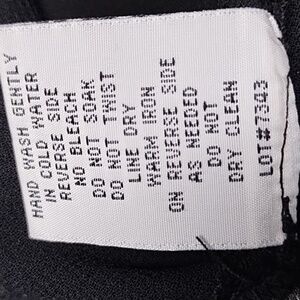 HAND WASH GENTLY
IN COLD WATER
REVERSE SIDE
NO BLEACH
DO NOT SOAK
DO NOT TWIST
LINE DRY
WARM IRON
ON REVERSE SIDE
AS NEEDED
DO NOT
DRY CLEAN
LOT#7343